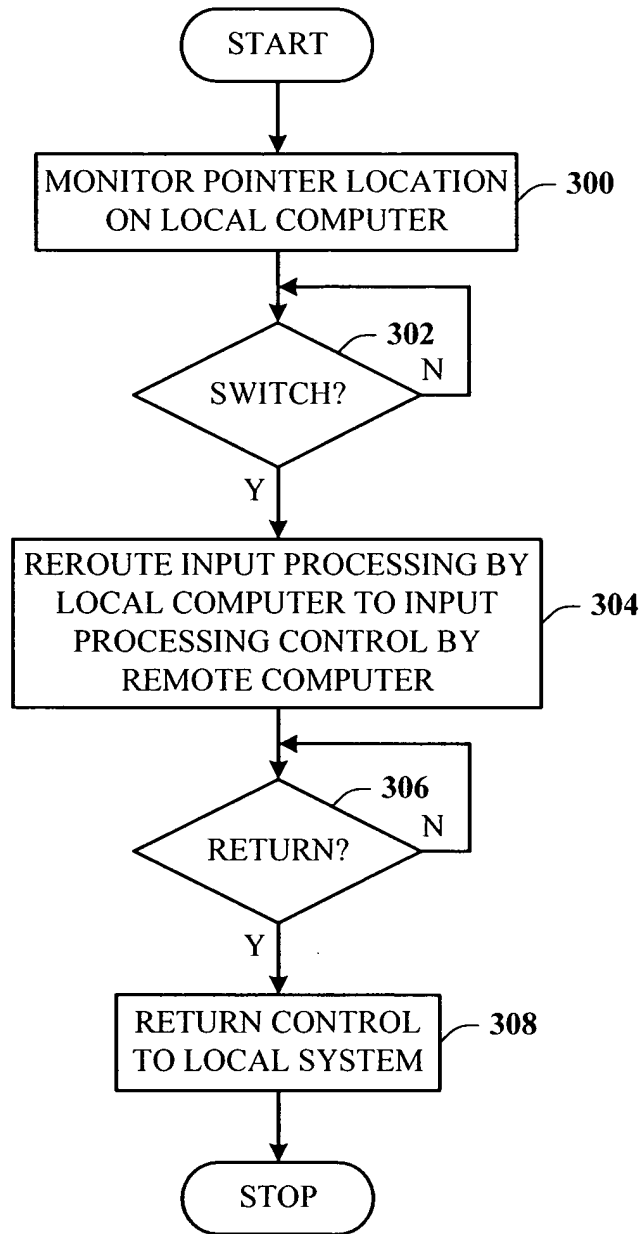 START
MONITOR POINTER LOCATION
ON LOCAL COMPUTER
300
302
SWITCH?
N
Y
REROUTE INPUT PROCESSING BY
LOCAL COMPUTER TO INPUT
PROCESSING CONTROL BY
REMOTE COMPUTER
304
306
RETURN?
N
Y
RETURN CONTROL
TO LOCAL SYSTEM
308
STOP